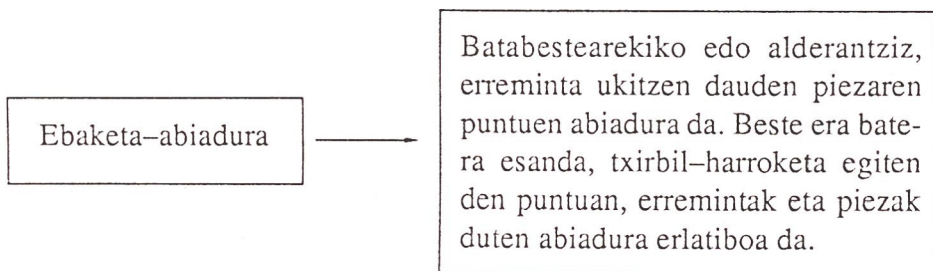 Ebaketa–abiadura
Batabestearekiko edo alderantziz,
erreminta ukitzen dauden piezaren
puntuen abiadura da. Beste era bate-
ra esanda, txirbil–harroketa egiten
den puntuan, erremintak eta piezak
duten abiadura erlatiboa da.